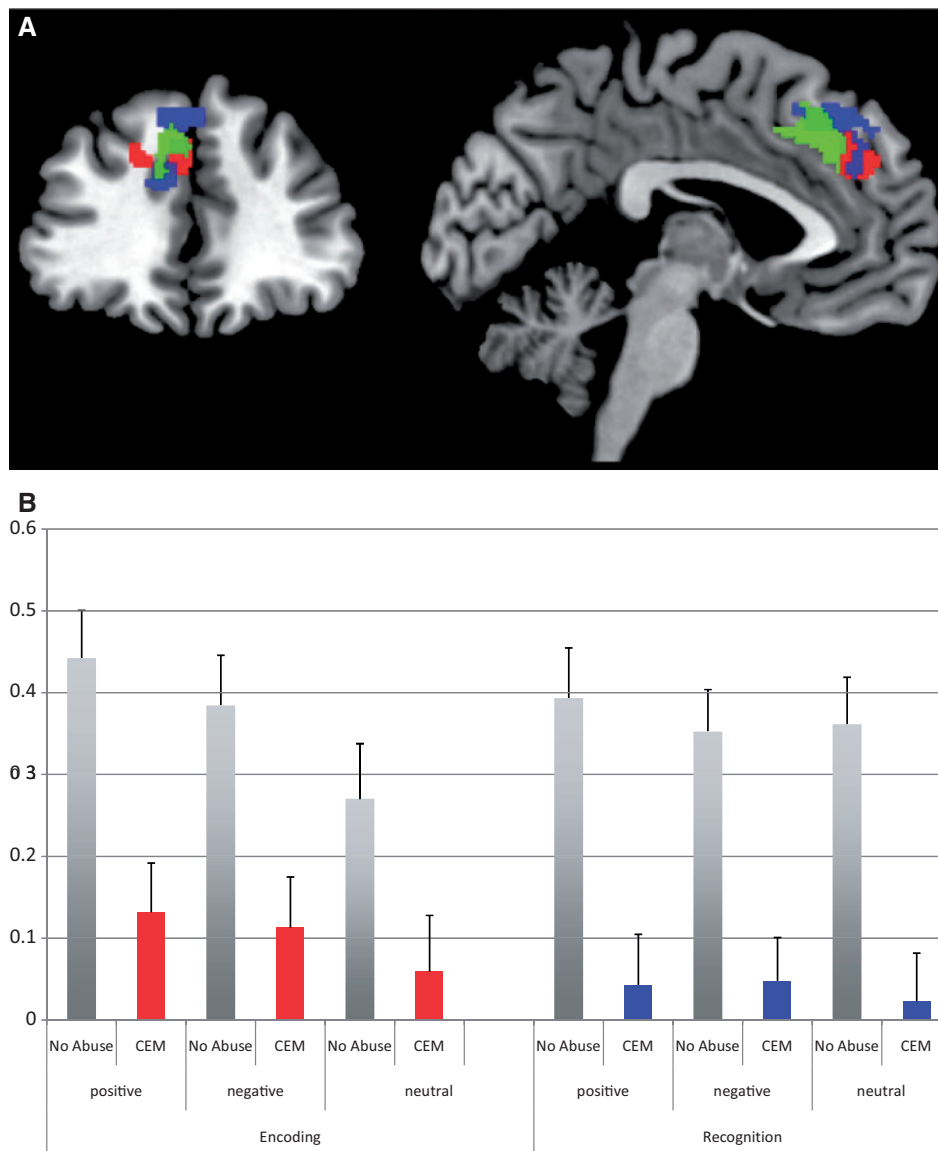 A
B
0.6
0.5
0.4
0 3
0.2
0.1
0
No Abuse CEM No Abuse CEM No Abuse CEM No Abuse CEM No Abuse CEM No Abuse CEM
positive negative neutral positive negative neutral
Encoding Recognition